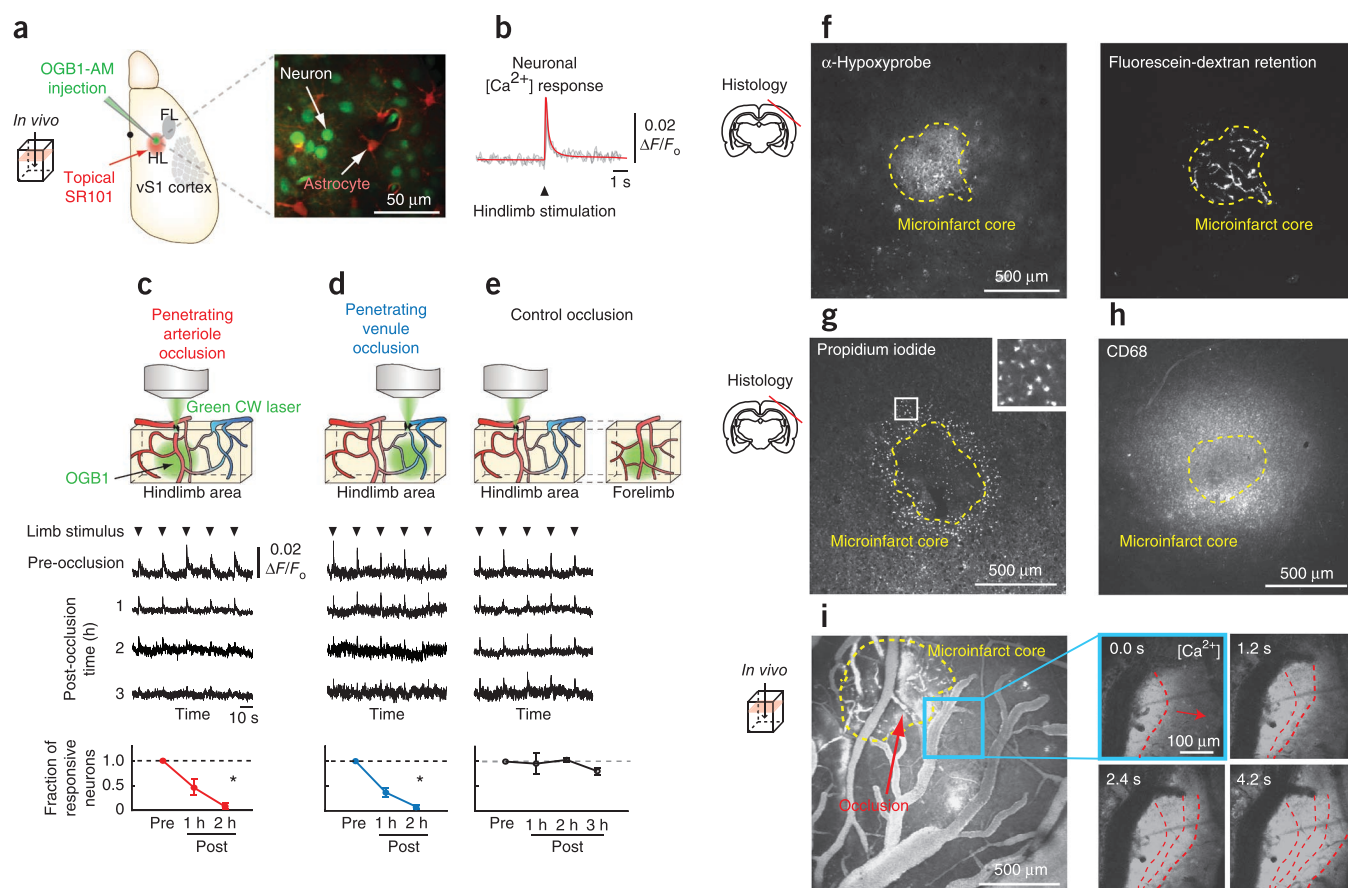 a
OGB1-AM
injection
In vivo
FL
HL
Topical
SR101
vS1 cortex
Neuron
Astrocyte
50 μm
b
Neuronal
[Ca2+] response
0.02
ΔF/Fo
1 s
Hindlimb stimulation
c
Penetrating
arteriole
occlusion
Green CW laser
OGB1
Hindlimb area
d
Penetrating
venule
occlusion
Hindlimb area
e
Control occlusion
Hindlimb area
Forelimb
Limb stimulus
Pre-occlusion
0.02
ΔF/Fo
Post-occlusion
time (h)
1
2
3
Time
10 s
Time
Time
Fraction of
responsive
neurons
1.0
0.5
0
*
Pre
1 h
2 h
Post
*
Pre
1 h
2 h
Post
Pre
1 h
2 h
3 h
Post
f
Histology
α-Hypoxyprobe
Microinfarct core
500 μm
Fluorescein-dextran retention
Microinfarct core
500 μm
g
Histology
Propidium iodide
Microinfarct core
500 μm
h
CD68
Microinfarct core
500 μm
i
In vivo
Microinfarct core
Occlusion
500 μm
0.0 s
[Ca2+]
100 μm
1.2 s
2.4 s
4.2 s